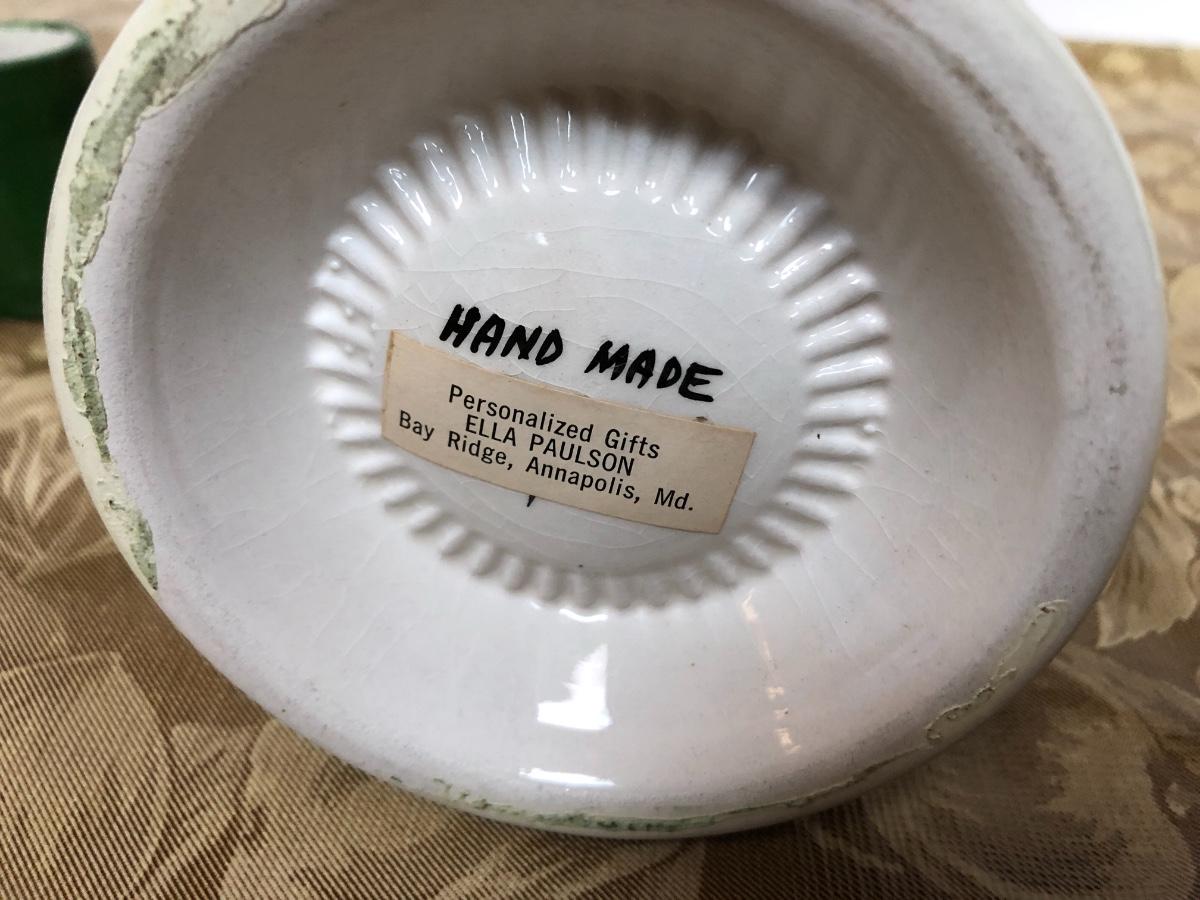 HAND MADE
Personalized Gifts
ELLA PAULSON
Bay Ridge, Annapolis, Md.